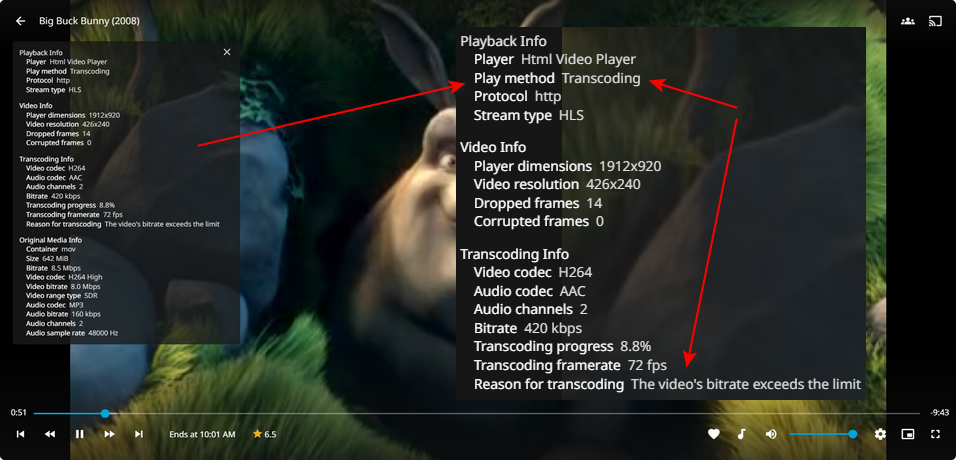 Big Buck Bunny (2008)
Playback Info
Player Html Video Player
Play method Transcoding
Protocol http
Stream type HLS
Video Info
Player dimensions 1912x920
Video resolution 426x240
Dropped frames 14
Corrupted frames 0
Transcoding Info
Video codec H264
Audio codec AAC
Audio channels 2
Bitrate 420 kbps
Transcoding progress 8.8%
Transcoding framerate 72 fps
Reason for transcoding The video's bitrate exceeds the limit
Original Media Info
Container mov
Size 642 MiB
Bitrate 8.5 Mbps
Video codec H264 High
Video bitrate 8.0 Mbps
Video range type SDR
Audio codec MP3
Audio bitrate 160 kbps
Audio channels 2
Audio sample rate 48000 Hz
Playback Info
Player Html Video Player
Play method Transcoding
Protocol http
Stream type HLS
Video Info
Player dimensions 1912x920
Video resolution 426x240
Dropped frames 14
Corrupted frames 0
Transcoding Info
Video codec H264
Audio codec AAC
Audio channels 2
Bitrate 420 kbps
Transcoding progress 8.8%
Transcoding framerate 72 fps
Reason for transcoding The video's bitrate exceeds the limit
0:51
-9:43
Ends at 10:01 AM
6.5